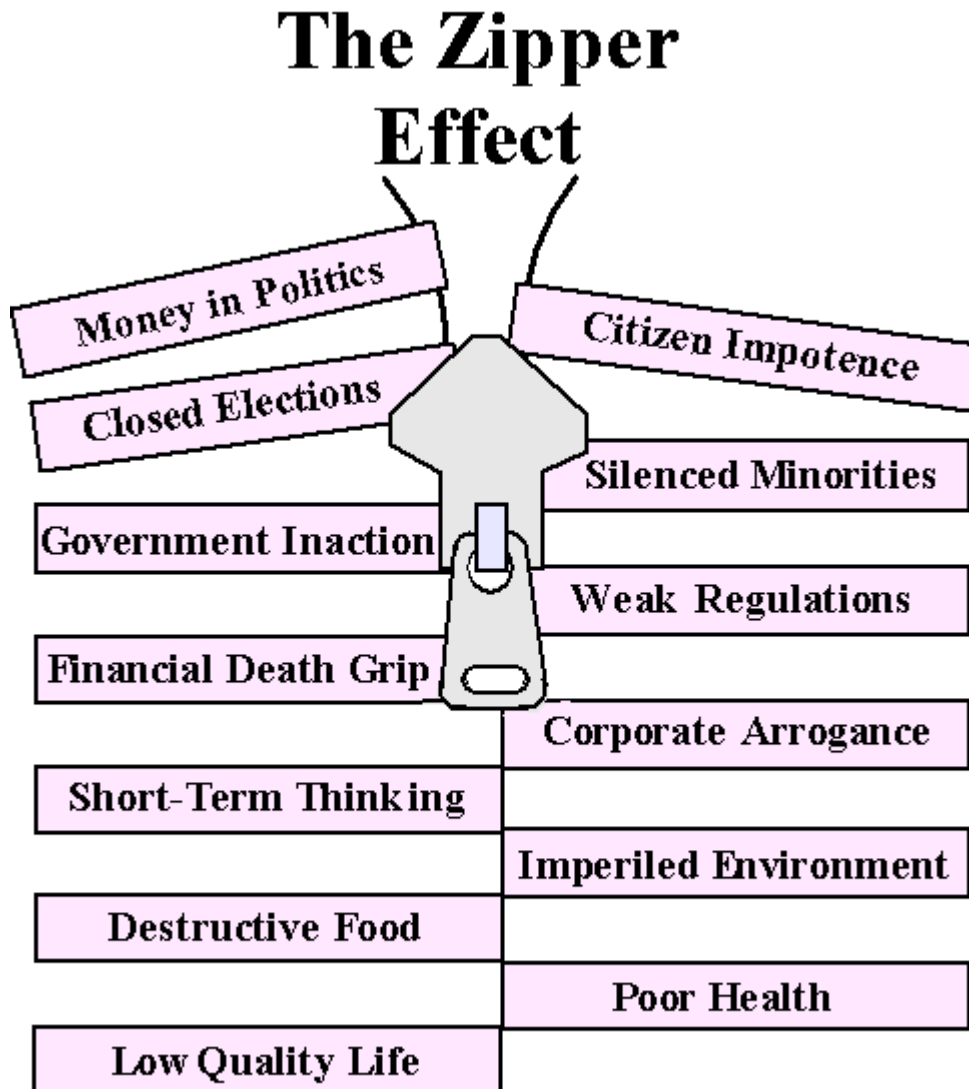 The Zipper
Effect
Money in Politics
Citizen Impotence
Closed Elections
Silenced Minorities
Government Inaction
Weak Regulations
Financial Death Grip
Corporate Arrogance
Short-Term Thinking
Imperiled Environment
Destructive Food
Poor Health
Low Quality Life